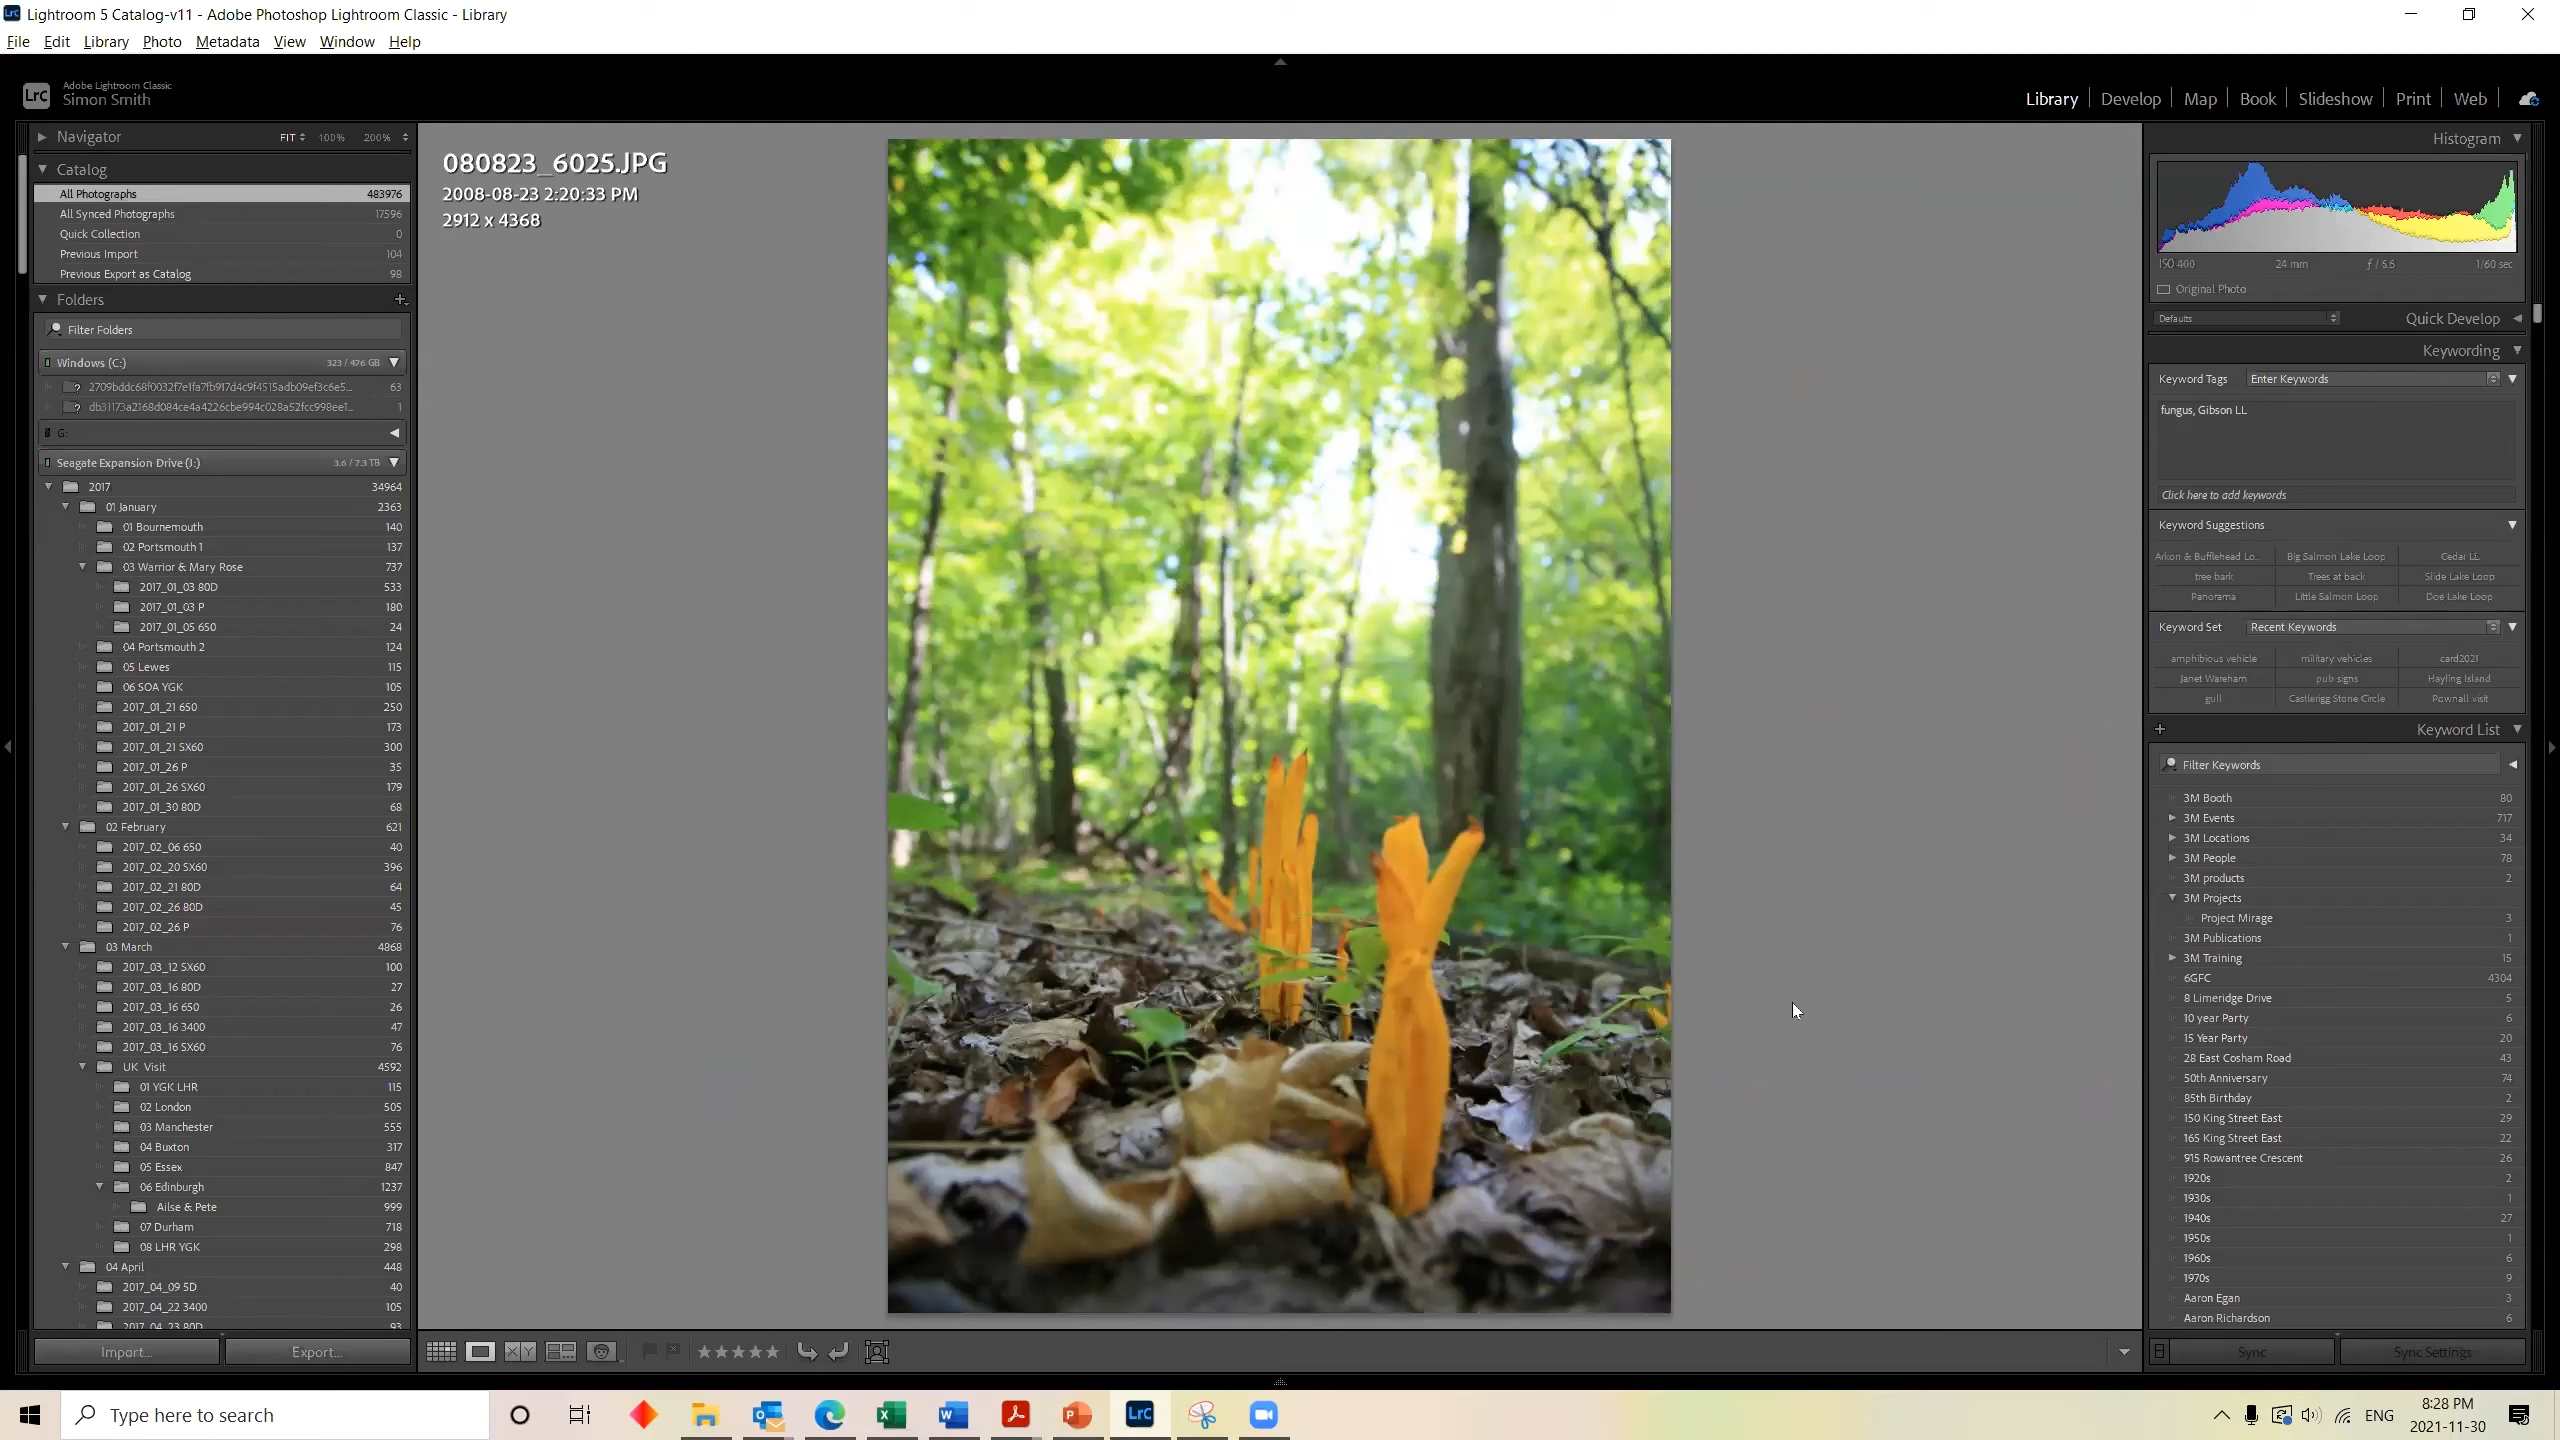 Lightroom 5 Catalog-v11 - Adobe Photoshop Lightroom Classic - Library
File Edit Library Photo Metadata View Window Help
LrC
Adobe Lightroom Classic
Simon Smith
Library Develop Map Book Slideshow Print Web
Navigator FIT 100% 200%
Catalog
All Photographs 483976
All Synced Photographs 17596
Quick Collection 0
Previous Import 104
Previous Export as Catalog 98
Folders
Filter Folders
Windows (C:) 323 / 476 GB
2709bddc68f0032f7e1fa7fb917d4c9f4515adb09ef3c6e5... 63
db31173a2168d084ce4a4226cbe994c028a52fcc998ee1... 1
G:
Seagate Expansion Drive (J:) 3.6 / 7.3 TB
2017 34964
01 January 2363
01 Bournemouth 140
02 Portsmouth 1 137
03 Warrior & Mary Rose 737
2017_01_03 80D 533
2017_01_03 P 180
2017_01_05 650 24
04 Portsmouth 2 124
05 Lewes 115
06 SOA YGK 105
2017_01_21 650 250
2017_01_21 P 173
2017_01_21 SX60 300
2017_01_26 P 35
2017_01_26 SX60 179
2017_01_30 80D 68
02 February 621
2017_02_06 650 40
2017_02_20 SX60 396
2017_02_21 80D 64
2017_02_26 80D 45
2017_02_26 P 76
03 March 4868
2017_03_12 SX60 100
2017_03_16 80D 27
2017_03_16 650 26
2017_03_16 3400 47
2017_03_16 SX60 76
UK Visit 4592
01 YGK LHR 115
02 London 505
03 Manchester 555
04 Buxton 317
05 Essex 847
06 Edinburgh 1237
Ailse & Pete 999
07 Durham 718
08 LHR YGK 298
04 April 448
2017_04_09 5D 40
2017_04_22 3400 105
2017_04_23 80D 93
Import... Export...
080823_6025.JPG
2008-08-23 2:20:33 PM
2912 x 4368
Histogram
ISO 400 24 mm ƒ / 5.6 1/60 sec
Original Photo
Defaults Quick Develop
Keywording
Keyword Tags Enter Keywords
fungus, Gibson LL
Click here to add keywords
Keyword Suggestions
Arkon & Bufflehead Lo... Big Salmon Lake Loop Cedar LL
tree bark Trees at back Slide Lake Loop
Panorama Little Salmon Loop Doe Lake Loop
Keyword Set Recent Keywords
amphibious vehicle military vehicles card2021
Janet Wareham pub signs Hayling Island
gull Castlerigg Stone Circle Pownall visit
Keyword List
Filter Keywords
3M Booth 80
3M Events 717
3M Locations 34
3M People 78
3M products 2
3M Projects
Project Mirage 3
3M Publications 1
3M Training 15
6GFC 4304
8 Limeridge Drive 5
10 year Party 6
15 Year Party 20
28 East Cosham Road 43
50th Anniversary 74
85th Birthday 2
150 King Street East 29
165 King Street East 22
915 Rowantree Crescent 26
1920s 2
1930s 1
1940s 27
1950s 1
1960s 6
1970s 9
Aaron Egan 3
Aaron Richardson 6
Sync Sync Settings
Type here to search
LrC
ENG
8:28 PM
2021-11-30